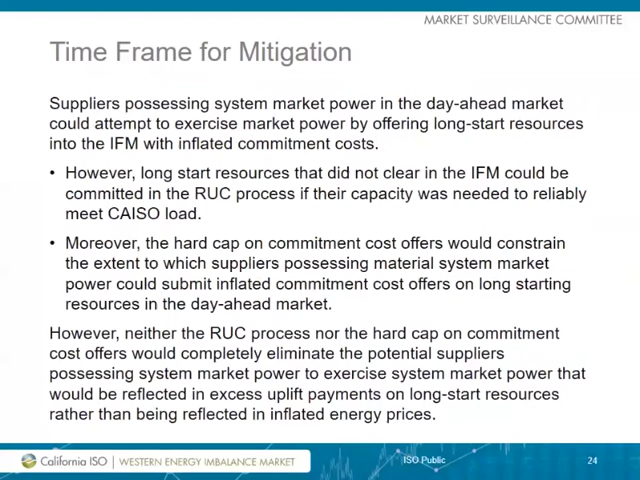 MARKET SURVEILLANCE COMMITTEE
Time Frame for Mitigation
Suppliers possessing system market power in the day-ahead market
could attempt to exercise market power by offering long-start resources
into the IFM with inflated commitment costs.
• However, long start resources that did not clear in the IFM could be
committed in the RUC process if their capacity was needed to reliably
meet CAISO load.
• Moreover, the hard cap on commitment cost offers would constrain
the extent to which suppliers possessing material system market
power could submit inflated commitment cost offers on long starting
resources in the day-ahead market.
However, neither the RUC process nor the hard cap on commitment
cost offers would completely eliminate the potential suppliers
possessing system market power to exercise system market power that
would be reflected in excess uplift payments on long-start resources
rather than being reflected in inflated energy prices.
California ISO | WESTERN ENERGY IMBALANCE MARKET
ISO Public
24